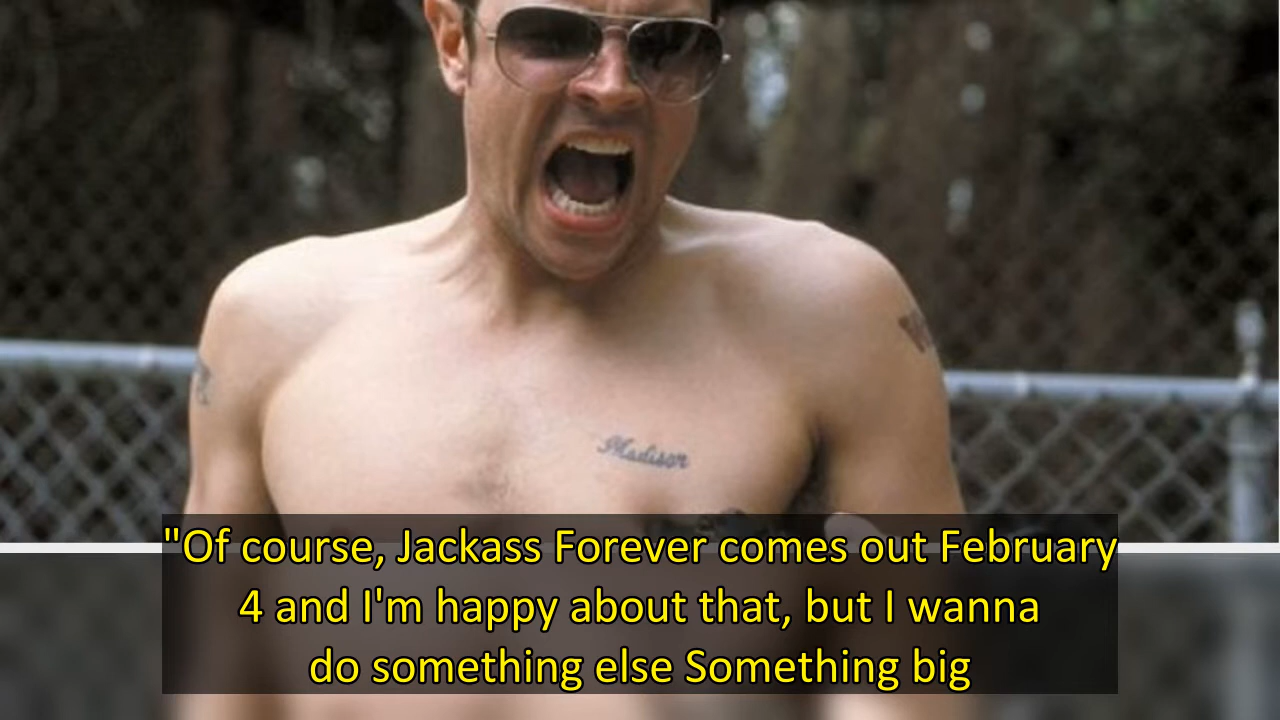 Madison
"Of course, Jackass Forever comes out February
4 and I'm happy about that, but I wanna
do something else Something big